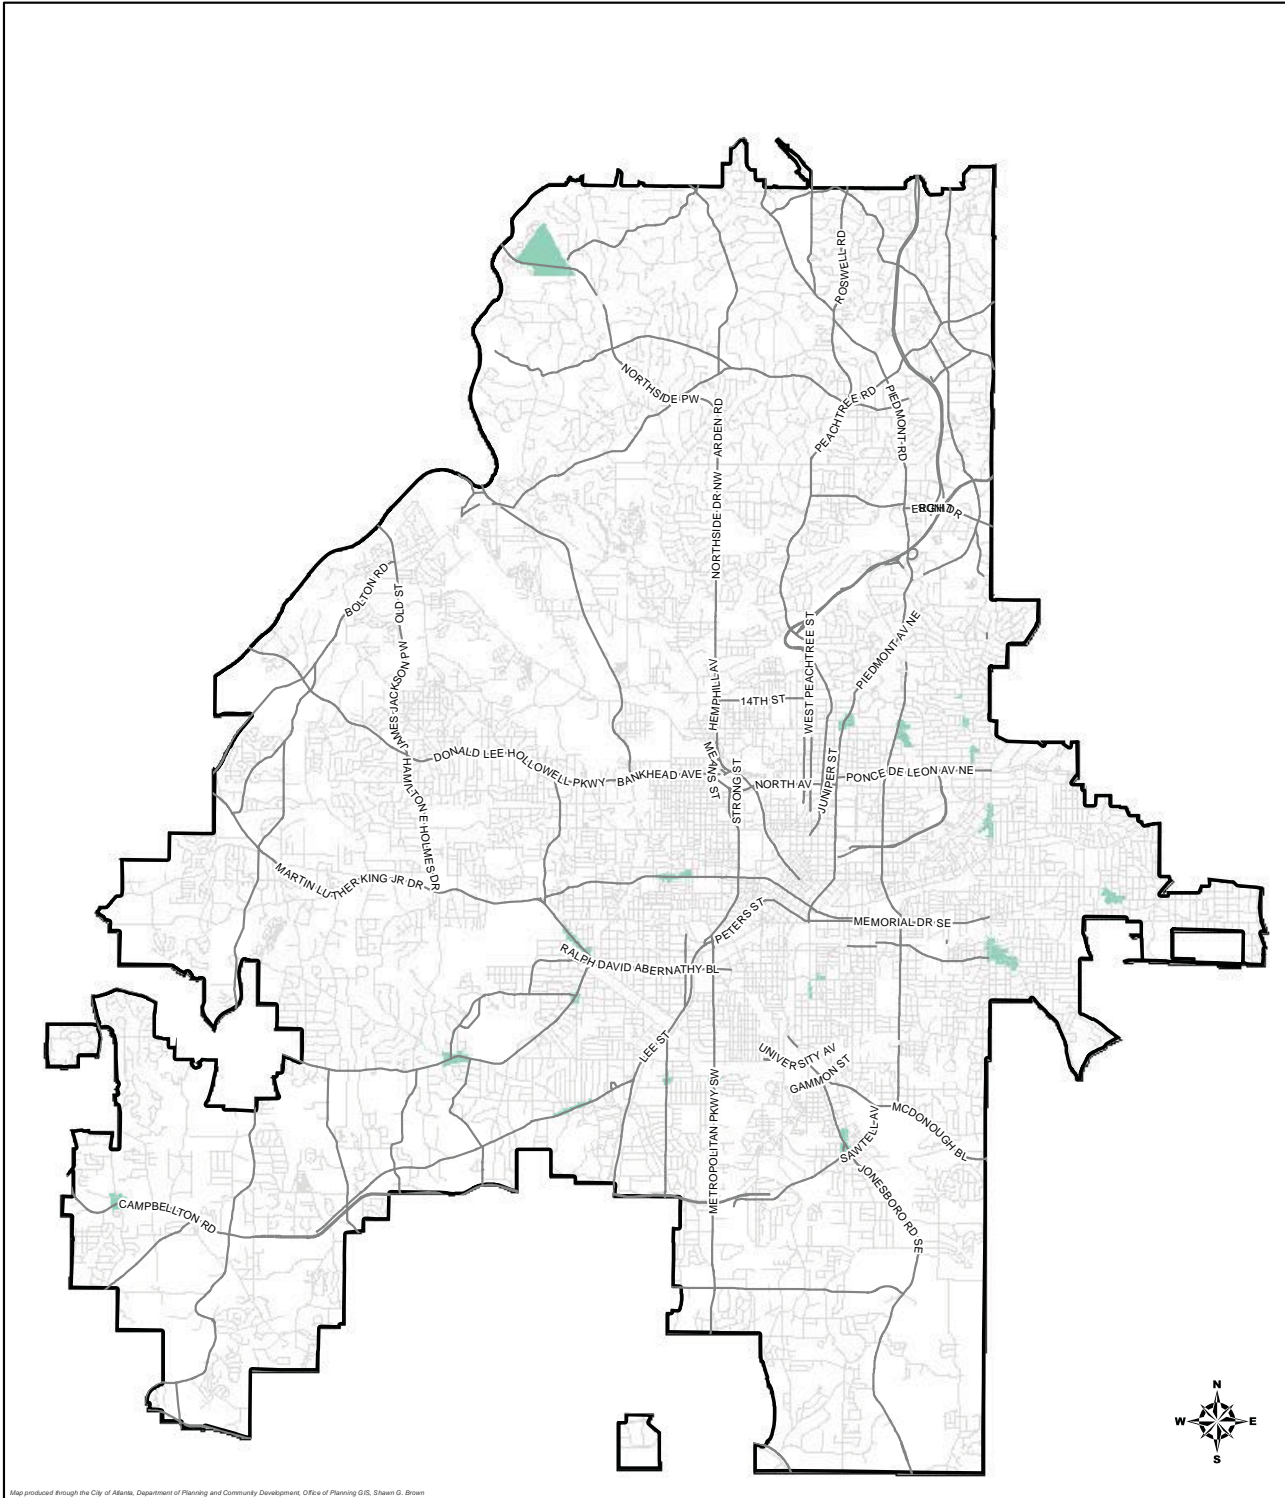 ROSWELL RD
NORTHSIDE PW
ARDEN RD
PEACHTREE RD
PIEDMONT RD
NORTHSIDE DR NW
BOLTON RD
OLD ST
JAMES JACKSON PW
HEMPHILL AV
14TH ST
WEST PEACHTREE ST
PIEDMONT AV NE
DONALD LEE HOLLOWELL PKWY
BANKHEAD AVE
MEANS ST
STRONG ST
NORTH AV
JUNIPER ST
PONCE DE LEON AV NE
HAMILTON E HOLMES DR
MARTIN LUTHER KING JR DR
PETERS ST
MEMORIAL DR SE
RALPH DAVID ABERNATHY BL
LEE ST
UNIVERSITY AV
GAMMON ST
METROPOLITAN PKWY SW
MCDONOUGH BL
SAWTELL AV
JONESBORO RD SE
CAMPBELLTON RD
N
W E
S
Map produced through the City of Atlanta, Department of Planning and Community Development, Office of Planning GIS, Shawn G. Brown